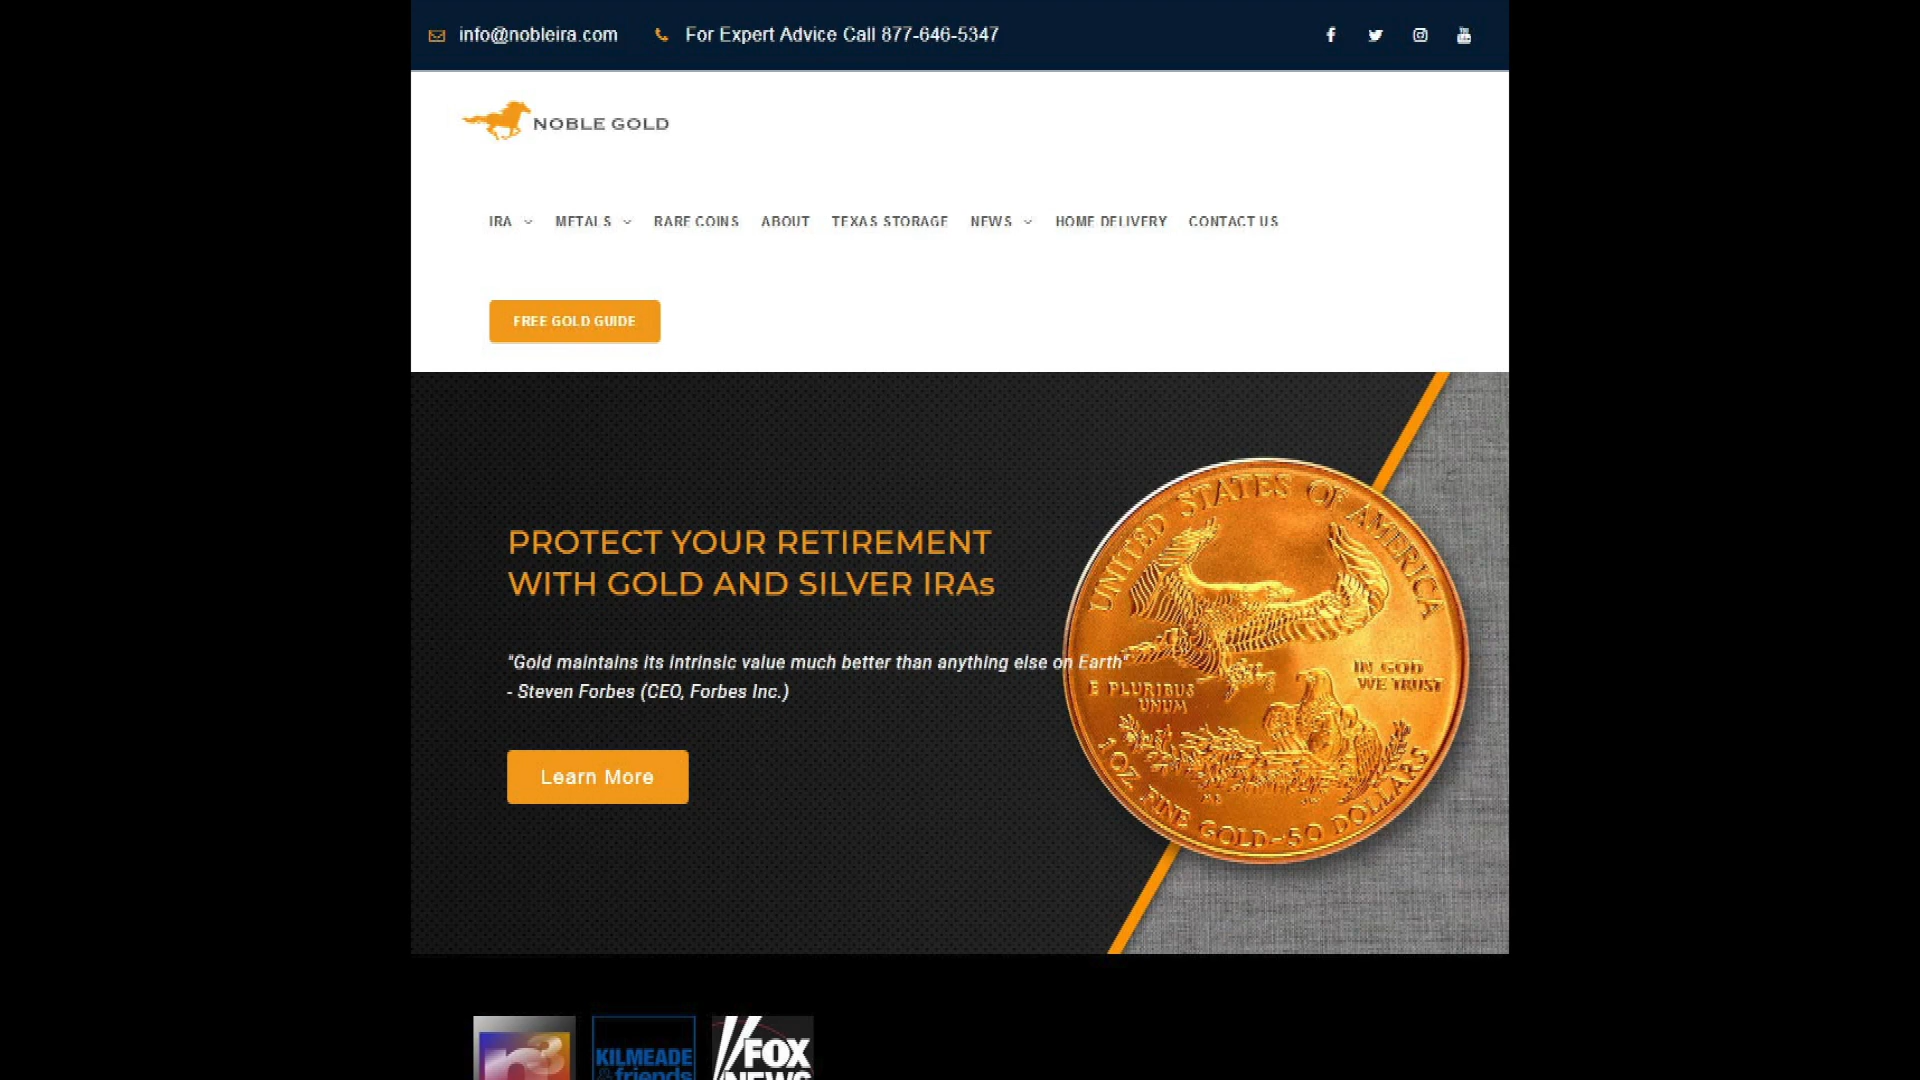 info@nobleira.com For Expert Advice Call 877-646-5347
NOBLE GOLD
IRA METALS RARE COINS ABOUT TEXAS STORAGE NEWS HOME DELIVERY CONTACT US
FREE GOLD GUIDE
PROTECT YOUR RETIREMENT
WITH GOLD AND SILVER IRAs
"Gold maintains its intrinsic value much better than anything else on Earth"
- Steven Forbes (CEO, Forbes Inc.)
Learn More
UNITED STATES OF AMERICA
IN GOD
WE TRUST
E PLURIBUS
UNUM
1 OZ. FINE GOLD-50 DOLLARS
n3
KILMEADE
& friends
FOX
NEWS